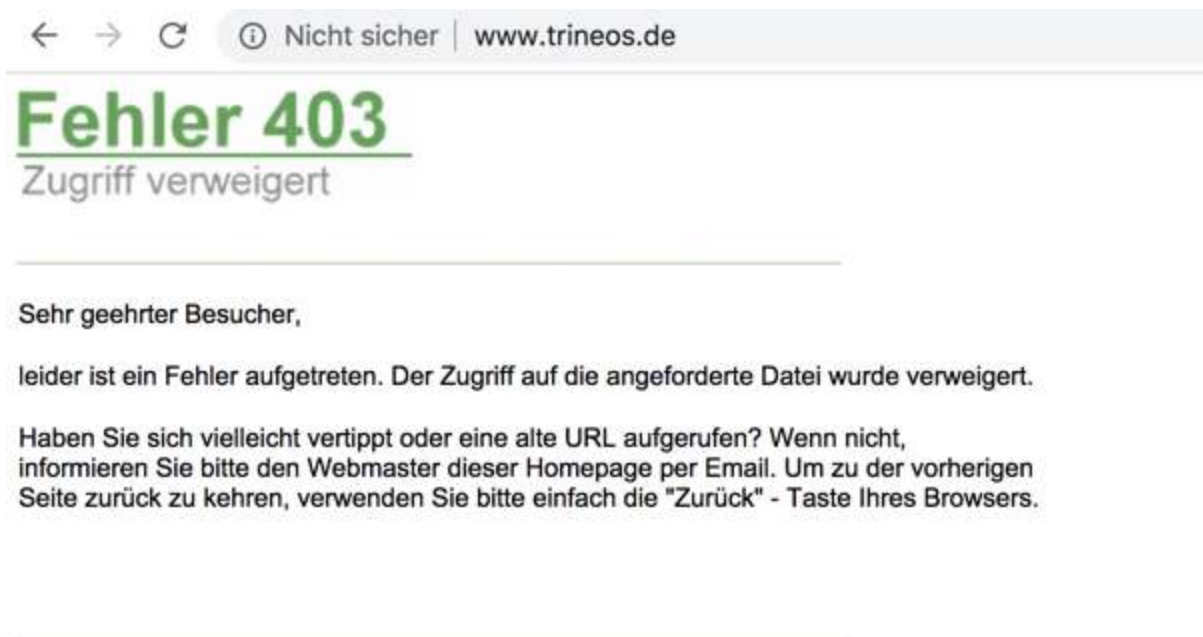 Nicht sicher | www.trineos.de
Fehler 403
Zugriff verweigert
Sehr geehrter Besucher,
leider ist ein Fehler aufgetreten. Der Zugriff auf die angeforderte Datei wurde verweigert.
Haben Sie sich vielleicht vertippt oder eine alte URL aufgerufen? Wenn nicht,
informieren Sie bitte den Webmaster dieser Homepage per Email. Um zu der vorherigen
Seite zurück zu kehren, verwenden Sie bitte einfach die "Zurück" - Taste Ihres Browsers.